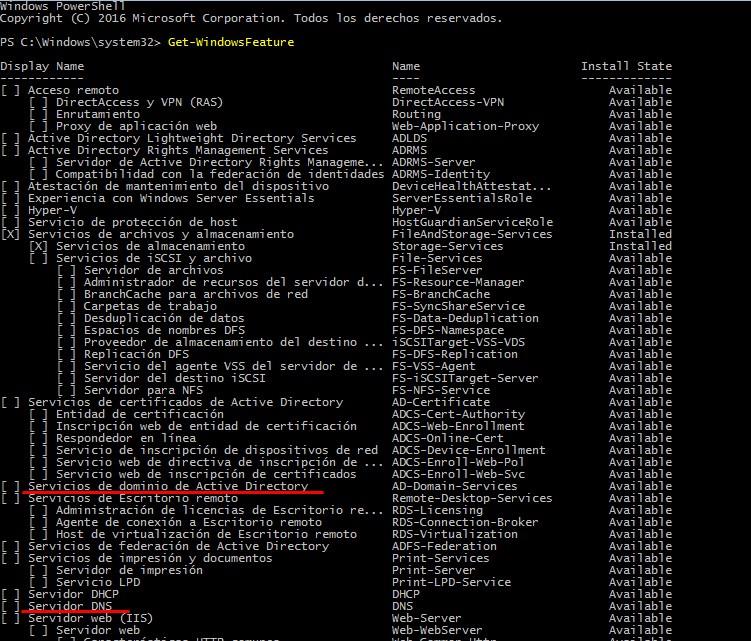 Windows PowerShell
Copyright (C) 2016 Microsoft Corporation. Todos los derechos reservados.
PS C:\Windows\system32> Get-WindowsFeature
Display Name Name Install State
------------ ---- -------------
[ ] Acceso remoto RemoteAccess Available
[ ] DirectAccess y VPN (RAS) DirectAccess-VPN Available
[ ] Enrutamiento Routing Available
[ ] Proxy de aplicación web Web-Application-Proxy Available
[ ] Active Directory Lightweight Directory Services ADLDS Available
[ ] Active Directory Rights Management Services ADRMS Available
[ ] Servidor de Active Directory Rights Manageme... ADRMS-Server Available
[ ] Compatibilidad con la federación de identidades ADRMS-Identity Available
[ ] Atestación de mantenimiento del dispositivo DeviceHealthAttestat... Available
[ ] Experiencia con Windows Server Essentials ServerEssentialsRole Available
[ ] Hyper-V Hyper-V Available
[ ] Servicio de protección de host HostGuardianServiceRole Available
[X] Servicios de archivos y almacenamiento FileAndStorage-Services Installed
[X] Servicios de almacenamiento Storage-Services Installed
[ ] Servicios de iSCSI y archivo File-Services Available
[ ] Servidor de archivos FS-FileServer Available
[ ] Administrador de recursos del servidor d... FS-Resource-Manager Available
[ ] BranchCache para archivos de red FS-BranchCache Available
[ ] Carpetas de trabajo FS-SyncShareService Available
[ ] Desduplicación de datos FS-Data-Deduplication Available
[ ] Espacios de nombres DFS FS-DFS-Namespace Available
[ ] Proveedor de almacenamiento del destino ... iSCSITarget-VSS-VDS Available
[ ] Replicación DFS FS-DFS-Replication Available
[ ] Servicio del agente VSS del servidor de ... FS-VSS-Agent Available
[ ] Servidor del destino iSCSI FS-iSCSITarget-Server Available
[ ] Servidor para NFS FS-NFS-Service Available
[ ] Servicios de certificados de Active Directory AD-Certificate Available
[ ] Entidad de certificación ADCS-Cert-Authority Available
[ ] Inscripción web de entidad de certificación ADCS-Web-Enrollment Available
[ ] Respondedor en línea ADCS-Online-Cert Available
[ ] Servicio de inscripción de dispositivos de red ADCS-Device-Enrollment Available
[ ] Servicio web de directiva de inscripción de ... ADCS-Enroll-Web-Pol Available
[ ] Servicio web de inscripción de certificados ADCS-Enroll-Web-Svc Available
[ ] Servicios de dominio de Active Directory AD-Domain-Services Available
[ ] Servicios de Escritorio remoto Remote-Desktop-Services Available
[ ] Administración de licencias de Escritorio re... RDS-Licensing Available
[ ] Agente de conexión a Escritorio remoto RDS-Connection-Broker Available
[ ] Host de virtualización de Escritorio remoto RDS-Virtualization Available
[ ] Servicios de federación de Active Directory ADFS-Federation Available
[ ] Servicios de impresión y documentos Print-Services Available
[ ] Servidor de impresión Print-Server Available
[ ] Servicio LPD Print-LPD-Service Available
[ ] Servidor DHCP DHCP Available
[ ] Servidor DNS DNS Available
[ ] Servidor web (IIS) Web-Server Available
[ ] Servidor web Web-WebServer Available
[ ] Características HTTP comunes Web-Common-Http Available